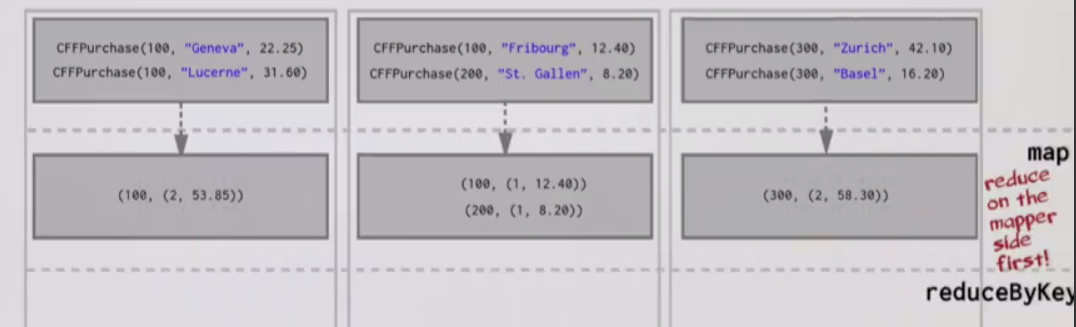 CFFPurchase(100, "Geneva", 22.25)
CFFPurchase(100, "Lucerne", 31.60)
CFFPurchase(100, "Fribourg", 12.40)
CFFPurchase(200, "St. Gallen", 8.20)
CFFPurchase(300, "Zurich", 42.10)
CFFPurchase(300, "Basel", 16.20)
map
(100, (2, 53.85))
(100, (1, 12.40))
(200, (1, 8.20))
(300, (2, 58.30))
reduce
on the
mapper
side
first!
reduceByKey